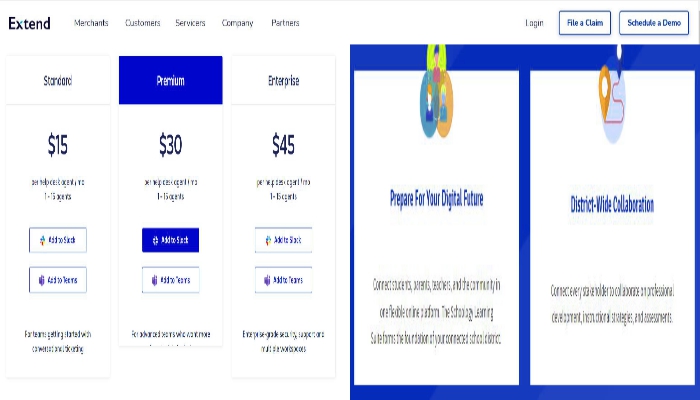 Extend
Merchants
Customers
Servicers
Company
Partners
Login
File a Claim
Schedule a Demo
Standard
$15
per help desk agent / mo
1 - 15 agents
Add to Slack
Add to Teams
For teams getting started with
conversational ticketing
Premium
$30
per help desk agent / mo
1 - 15 agents
Add to Slack
Add to Teams
For advanced teams who want more
Enterprise
$45
per help desk agent / mo
1 - 15 agents
Add to Slack
Add to Teams
Enterprise-grade security, support and
multiple workspaces
Prepare For Your Digital Future
Connect students, parents, teachers, and the community in
one flexible online platform. The Schoology Learning
Suite forms the foundation of your connected school district.
District-Wide Collaboration
Connect every stakeholder to collaborate on professional
development, instructional strategies, and assessments.